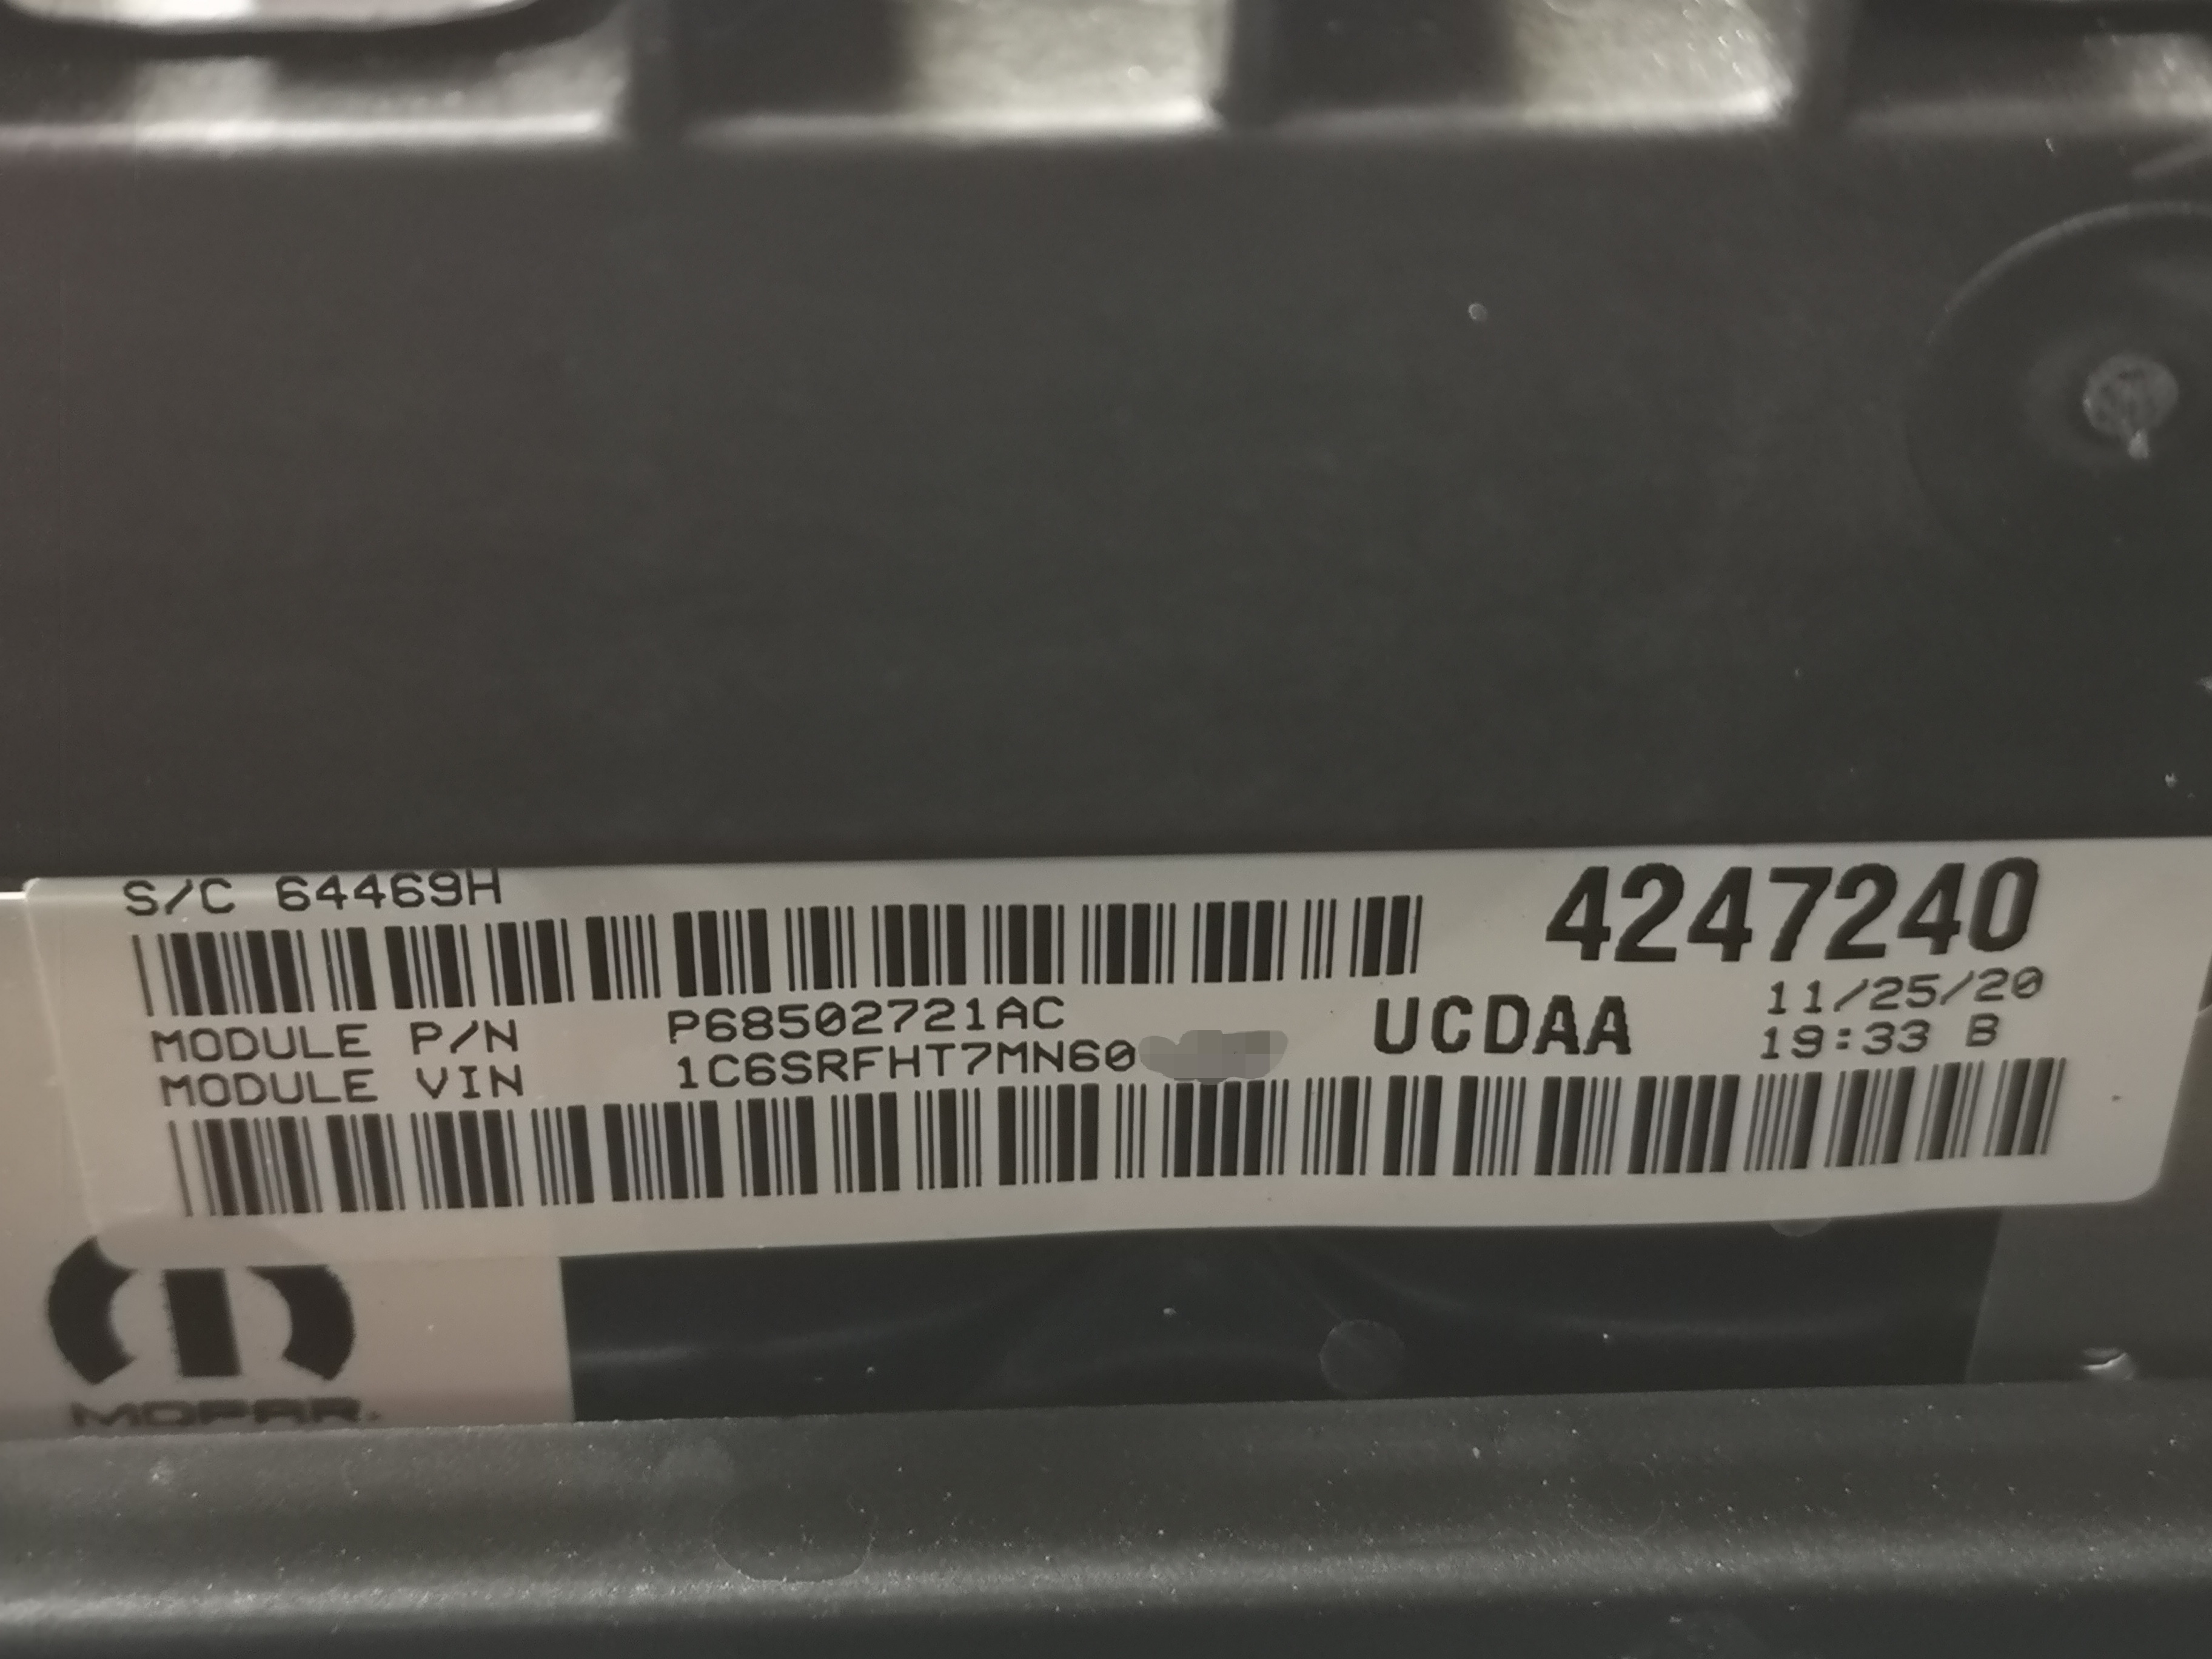 S/C 64469H
4247240
MODULE P/N P68502721AC
UCDAA
11/25/20
MODULE VIN 1C6SRFHT7MN60
19:33 B
MOPAR